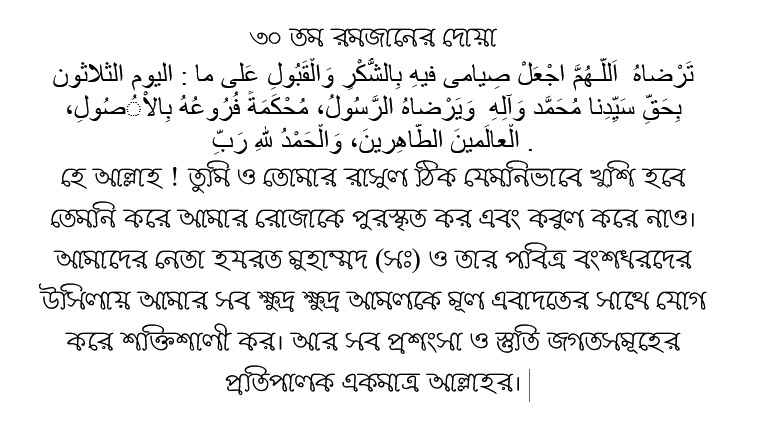 ৩০ তম রমজানের দোয়া
اليوم الثلاثون : اَللّـهُمَّ اجْعَلْ صِيامى فيهِ بِالشُّكْرِ وَالْقَبُولِ عَلى ما تَرْضاهُ
وَيَرْضاهُ الرَّسُولُ، مُحْكَمَةً فُرُوعُهُ بِالاُْصُولِ، بِحَقِّ سَيِّدِنا مُحَمَّد وَآلِهِ
الطّاهِرينَ، وَالْحَمْدُ للهِ رَبِّ الْعالَمينَ .
হে আল্লাহ ! তুমি ও তোমার রাসুল ঠিক যেমনিভাবে খুশি হবে
তেমনি করে আমার রোজাকে পুরস্কৃত কর এবং কবুল করে নাও।
আমাদের নেতা হযরত মুহাম্মদ (সঃ) ও তার পবিত্র বংশধরদের
উসিলায় আমার সব ক্ষুদ্র ক্ষুদ্র আমলকে মূল এবাদতের সাথে যোগ
করে শক্তিশালী কর। আর সব প্রশংসা ও স্তুতি জগতসমূহের
প্রতিপালক একমাত্র আল্লাহর।